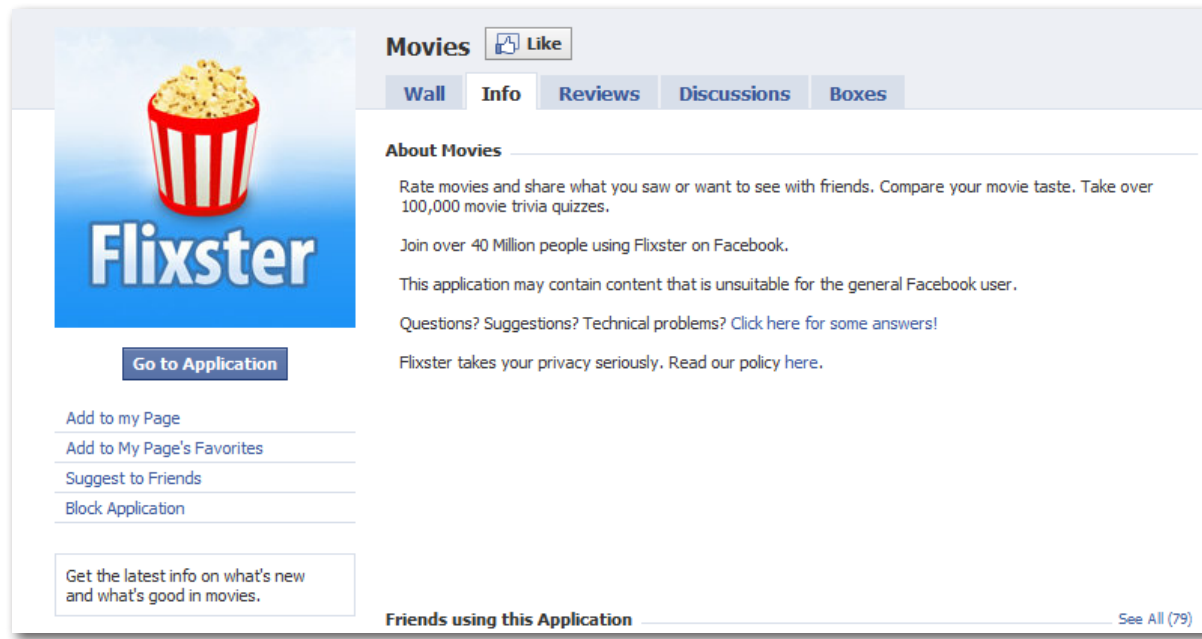 Flixster
Go to Application
Add to my Page
Add to My Page's Favorites
Suggest to Friends
Block Application
Get the latest info on what's new
and what's good in movies.
Movies Like
Wall Info Reviews Discussions Boxes
About Movies
Rate movies and share what you saw or want to see with friends. Compare your movie taste. Take over
100,000 movie trivia quizzes.
Join over 40 Million people using Flixster on Facebook.
This application may contain content that is unsuitable for the general Facebook user.
Questions? Suggestions? Technical problems? Click here for some answers!
Flixster takes your privacy seriously. Read our policy here.
Friends using this Application See All (79)